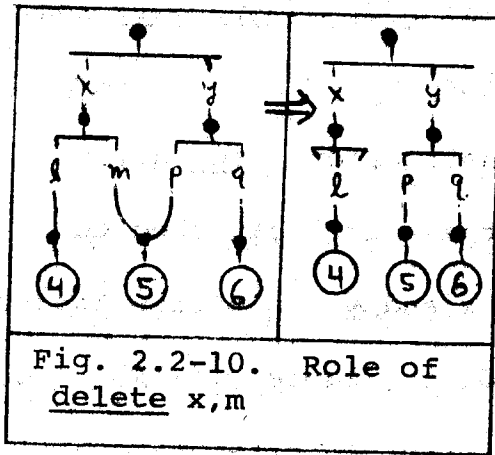 x y ⇒ x y
l m p q l p q
4 5 6 4 5 6
Fig. 2.2-10. Role of
delete x,m